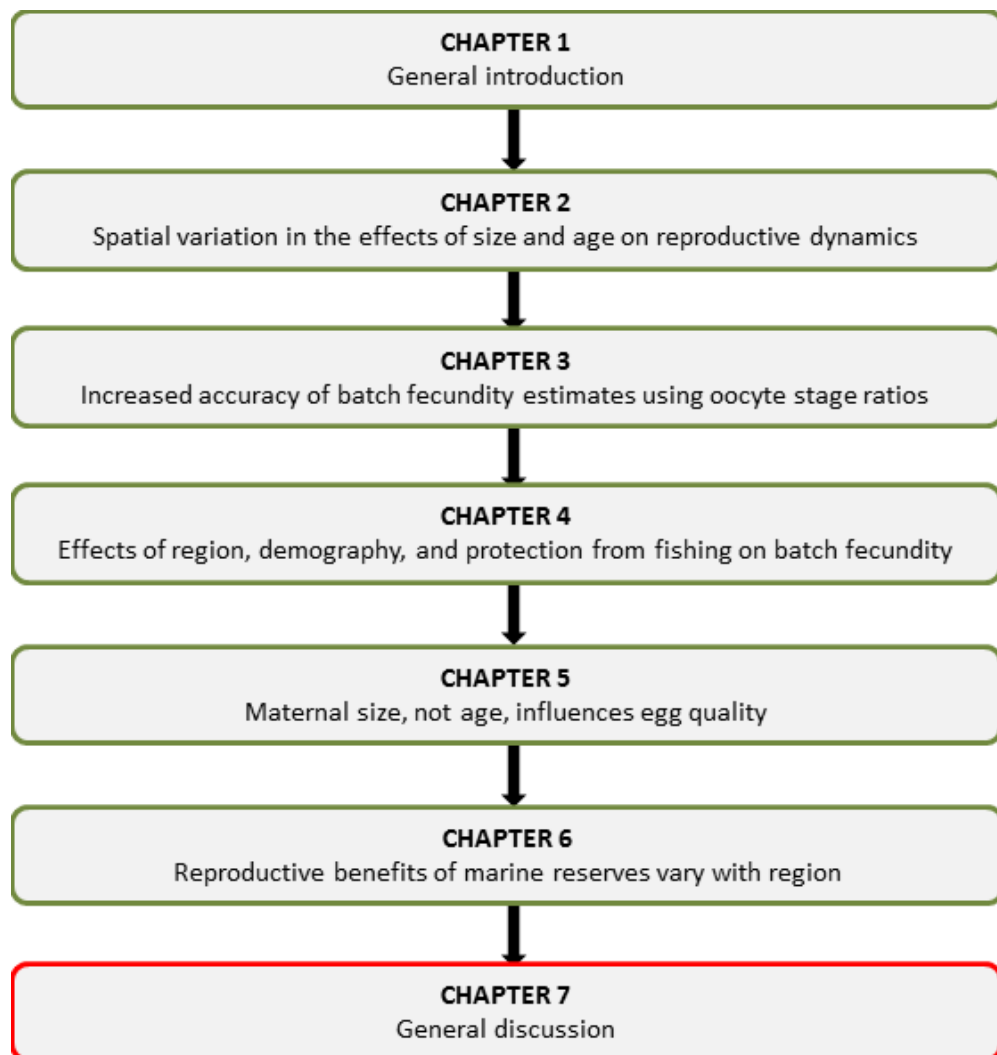 CHAPTER 1
General introduction
CHAPTER 2
Spatial variation in the effects of size and age on reproductive dynamics
CHAPTER 3
Increased accuracy of batch fecundity estimates using oocyte stage ratios
CHAPTER 4
Effects of region, demography, and protection from fishing on batch fecundity
CHAPTER 5
Maternal size, not age, influences egg quality
CHAPTER 6
Reproductive benefits of marine reserves vary with region
CHAPTER 7
General discussion